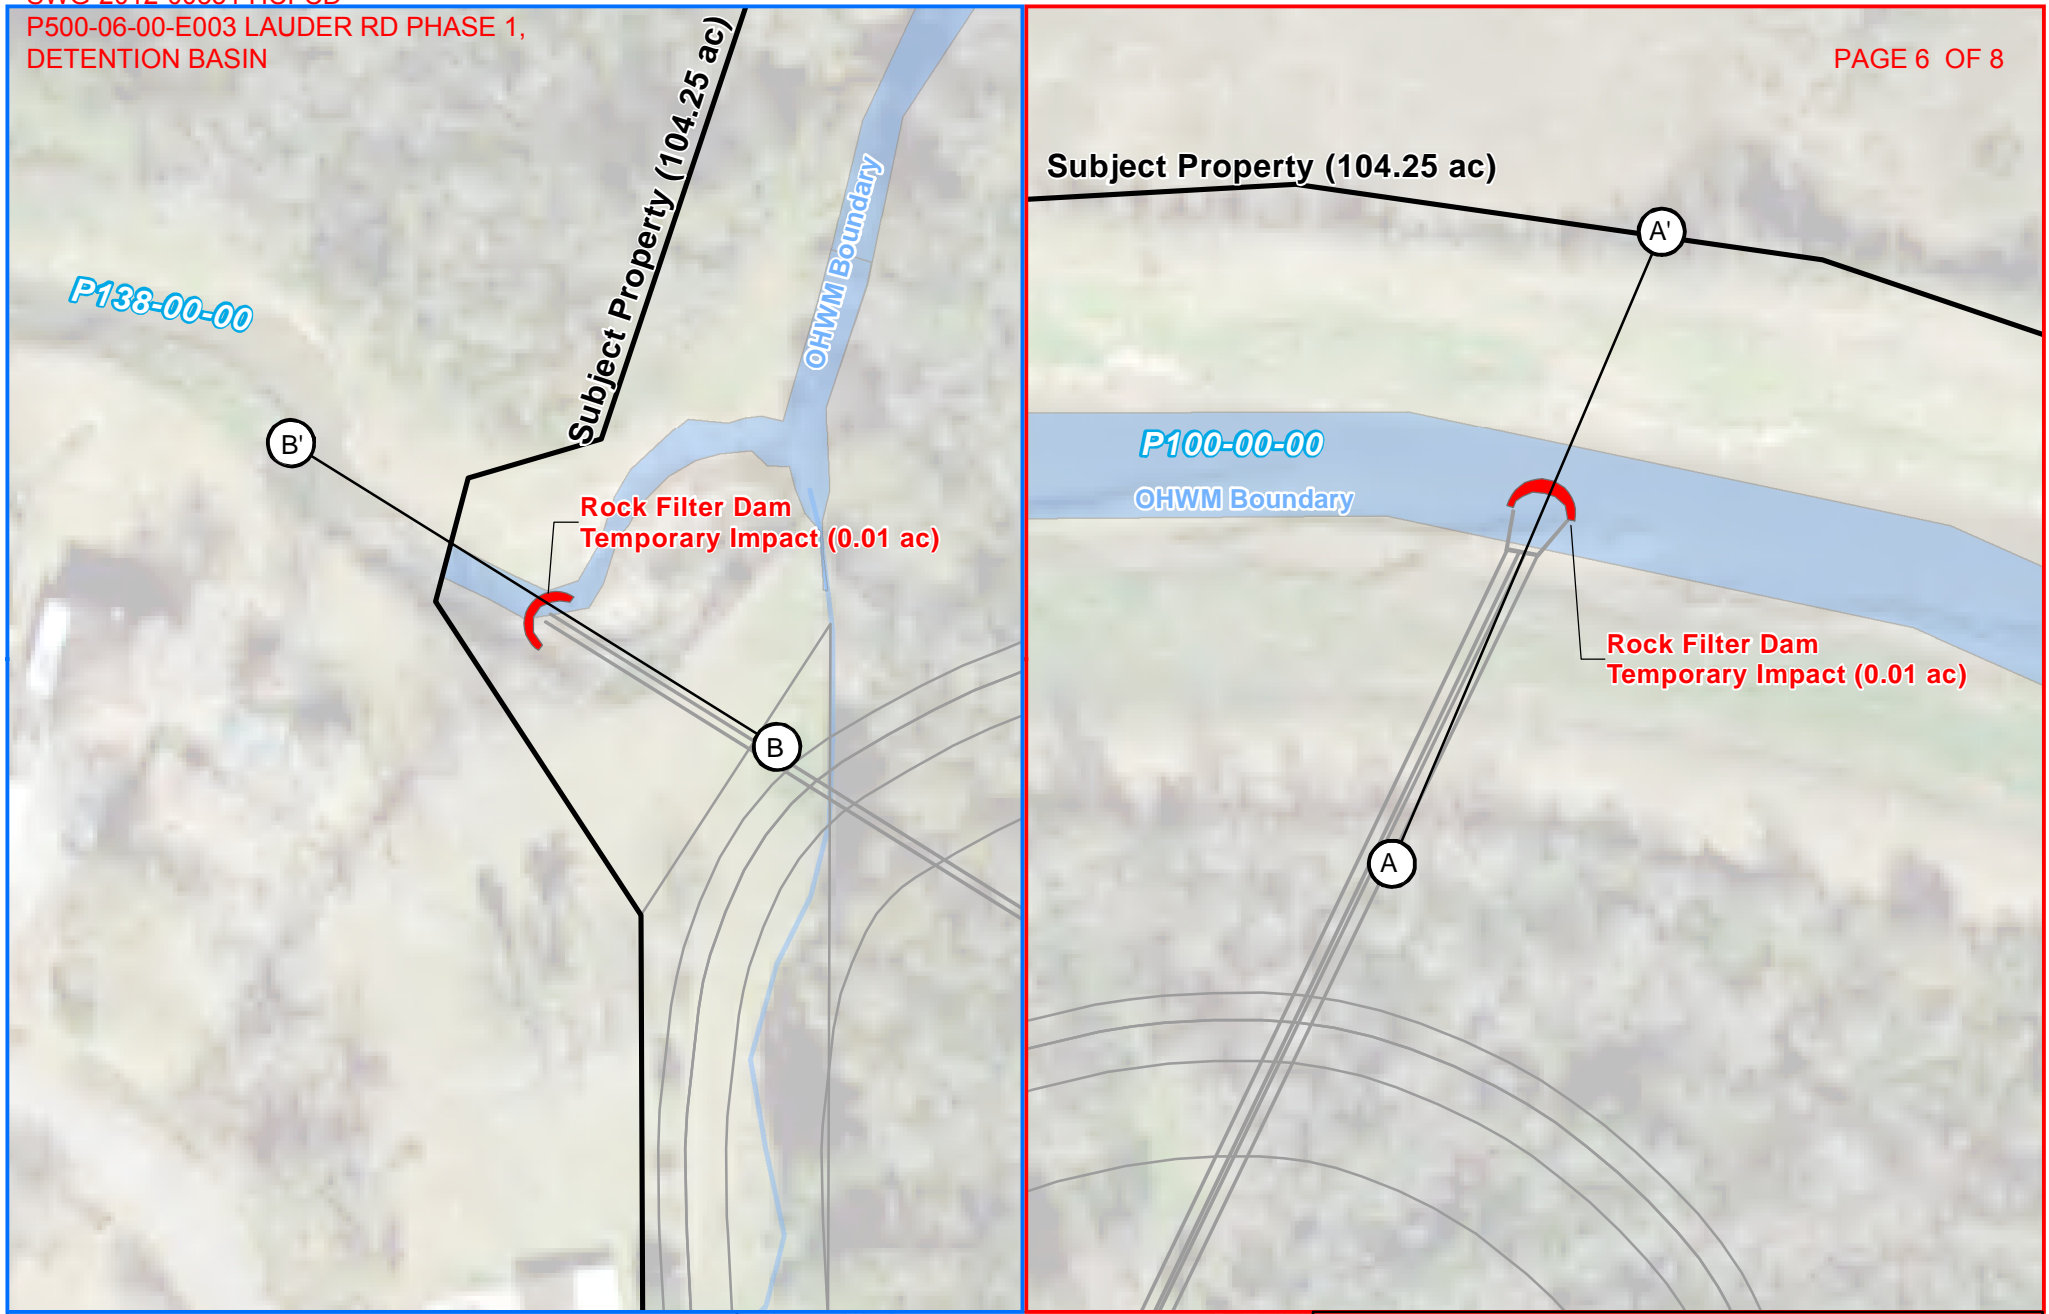 P500-06-00-E003 LAUDER RD PHASE 1,
DETENTION BASIN
PAGE 6 OF 8
Subject Property (104.25 ac)
OHWM Boundary
P138-00-00
B'
Rock Filter Dam
Temporary Impact (0.01 ac)
B
Subject Property (104.25 ac)
A'
P100-00-00
OHWM Boundary
Rock Filter Dam
Temporary Impact (0.01 ac)
A